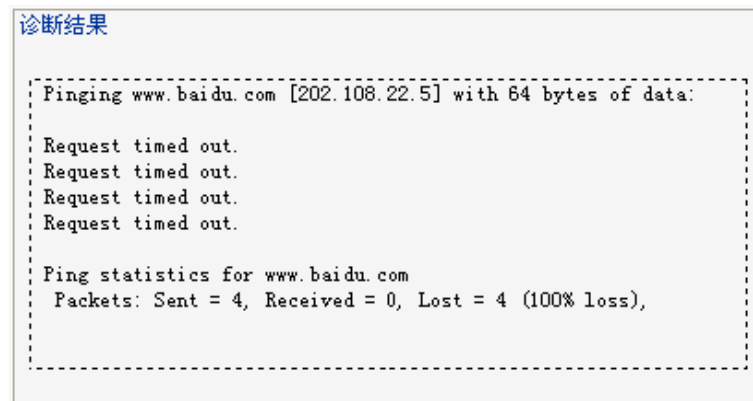 诊断结果
Pinging www.baidu.com [202.108.22.5] with 64 bytes of data:
Request timed out.
Request timed out.
Request timed out.
Request timed out.
Ping statistics for www.baidu.com
Packets: Sent = 4, Received = 0, Lost = 4 (100% loss),